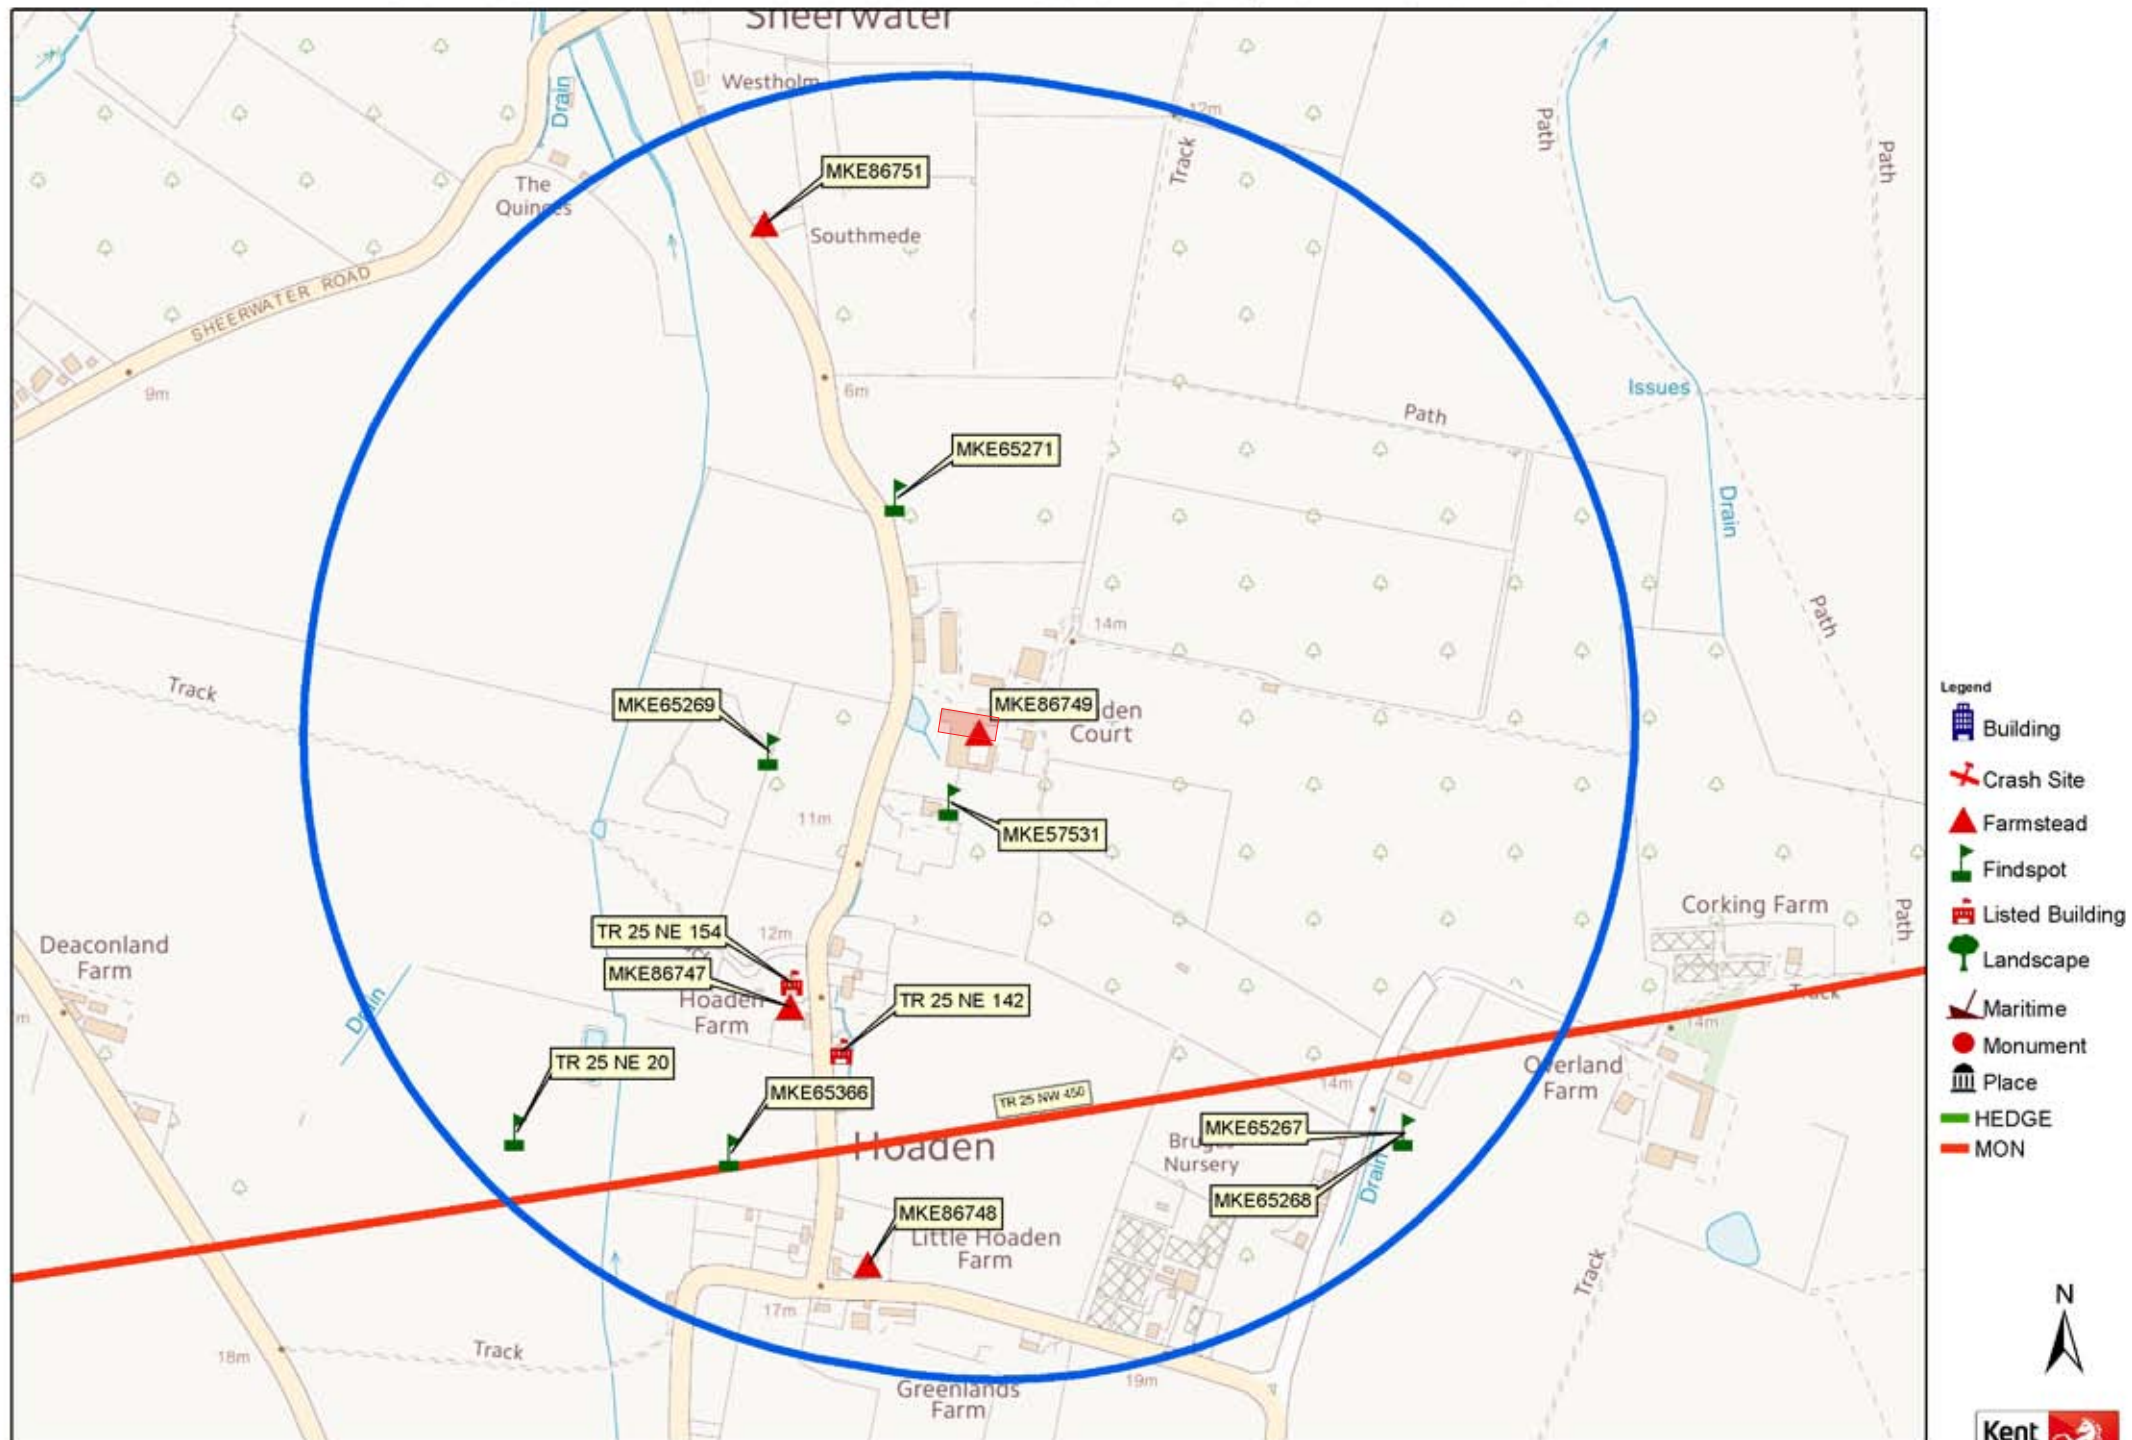 Sheerwater
Westholm
Drain
12m
Path
Path
Track
The
Quinces
MKE86751
Southmede
SHEERWATER ROAD
9m
6m
Issues
Path
MKE65271
Drain
Path
14m
Track
MKE65269
MKE86749
den
Court
11m
MKE57531
Corking Farm
Path
TR 25 NE 154
12m
Deaconland
Farm
MKE86747
Hoaden
Farm
TR 25 NE 142
Drain
Track
14m
m
TR 25 NE 20
MKE65366
TR 25 NW 450
14m
Overland
Farm
Hoaden
MKE65267
Nursery
MKE65268
Drain
MKE86748
Little Hoaden
Farm
Track
17m
18m
Track
19m
Greenlands
Farm
Legend
Building
Crash Site
Farmstead
Findspot
Listed Building
Landscape
Maritime
Monument
Place
HEDGE
MON
N
Kent